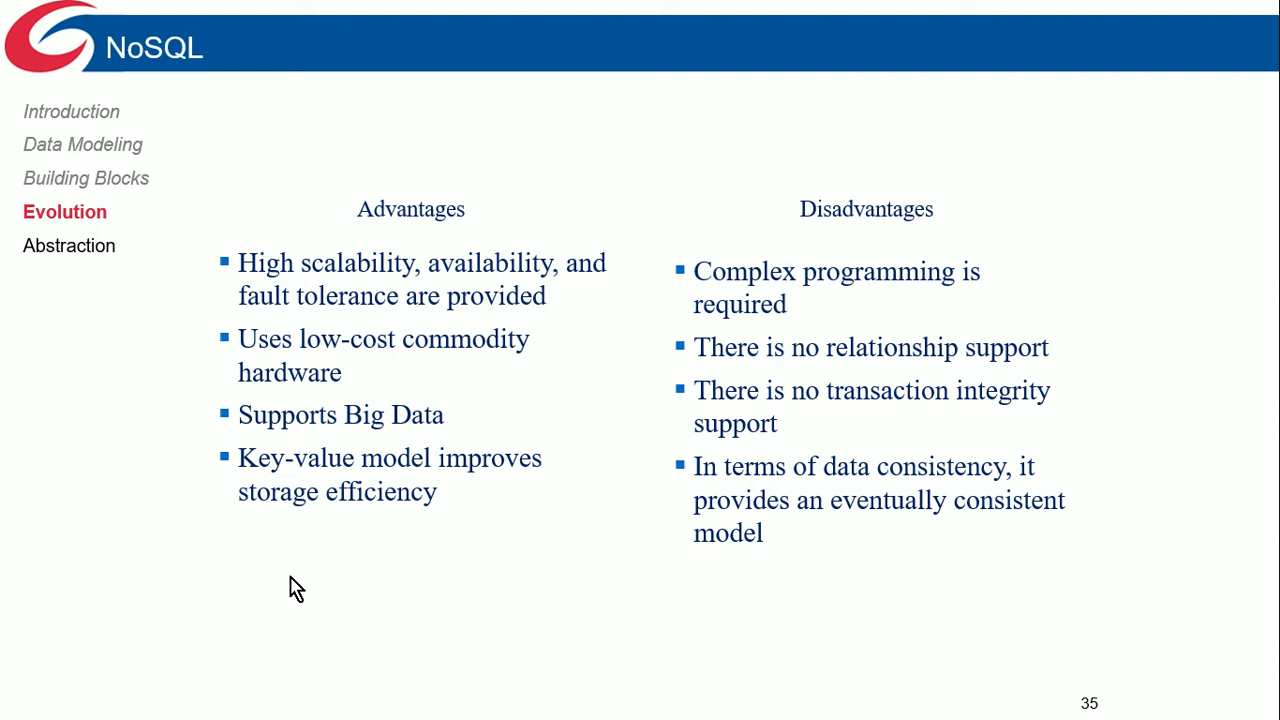 NoSQL
Introduction
Data Modeling
Building Blocks
Evolution
Abstraction
Advantages
High scalability, availability, and
fault tolerance are provided
Uses low-cost commodity
hardware
Supports Big Data
Key-value model improves
storage efficiency
Disadvantages
Complex programming is
required
There is no relationship support
There is no transaction integrity
support
In terms of data consistency, it
provides an eventually consistent
model
35